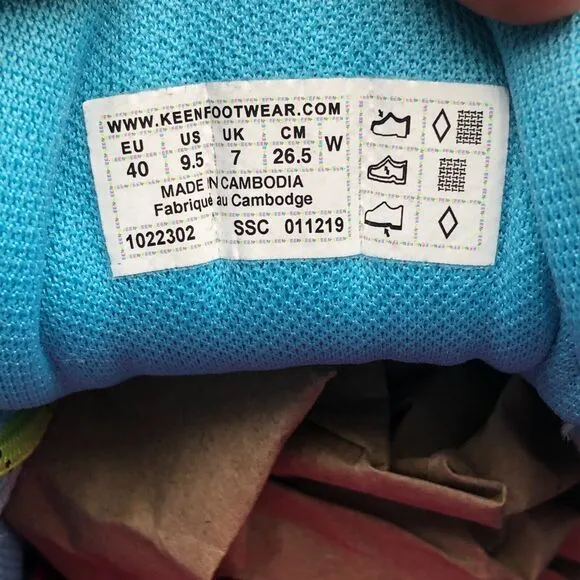 WWW.KEENFOOTWEAR.COM
EU US UK CM W
40 9.5 7 26.5
MADE IN CAMBODIA
Fabriqué au Cambodge
1022302 SSC 011219